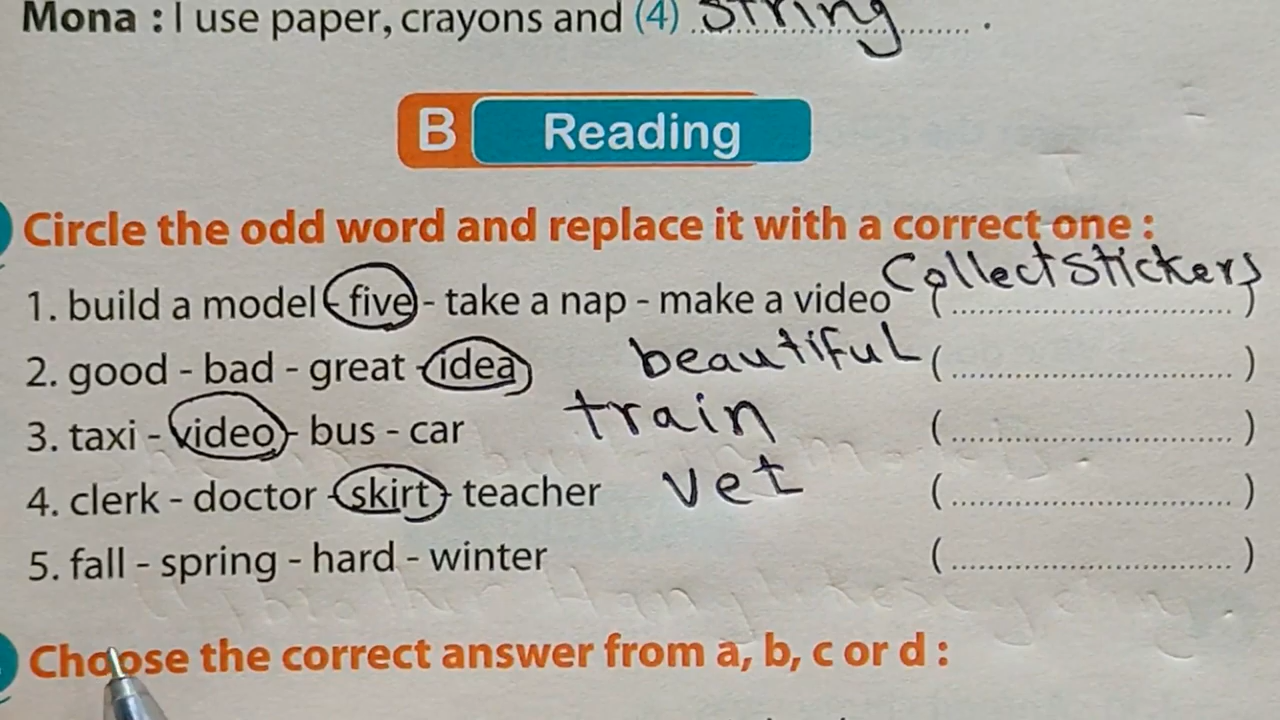 Mona : I use paper, crayons and (4) string .
B Reading
Circle the odd word and replace it with a correct one :
1. build a model - five - take a nap - make a video (Collect stickers)
2. good - bad - great - idea beautiful (..............................)
3. taxi - video - bus - car train (..............................)
4. clerk - doctor - skirt - teacher vet (..............................)
5. fall - spring - hard - winter (..............................)
Choose the correct answer from a, b, c or d :